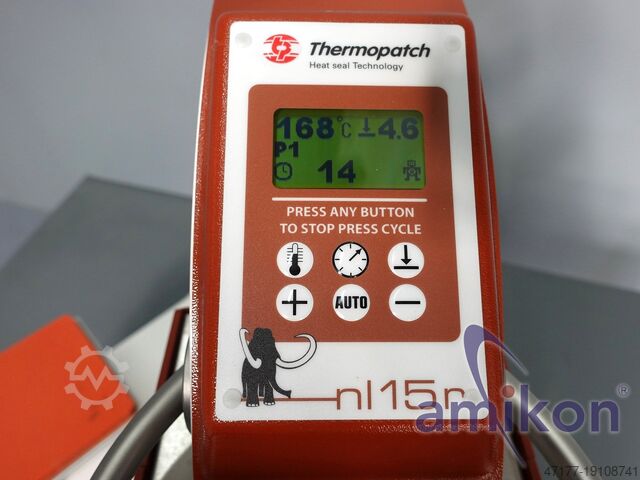 Thermopatch
Heat seal Technology
168°C 4.6
P1
14
PRESS ANY BUTTON
TO STOP PRESS CYCLE
+ AUTO −
nl15
amikon
47177-19108741